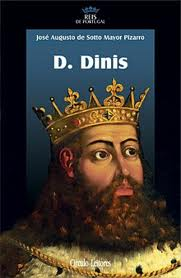 REIS
DE PORTUGAL
José Augusto de Sotto Mayor Pizarro
D. Dinis
Círculo Leitores